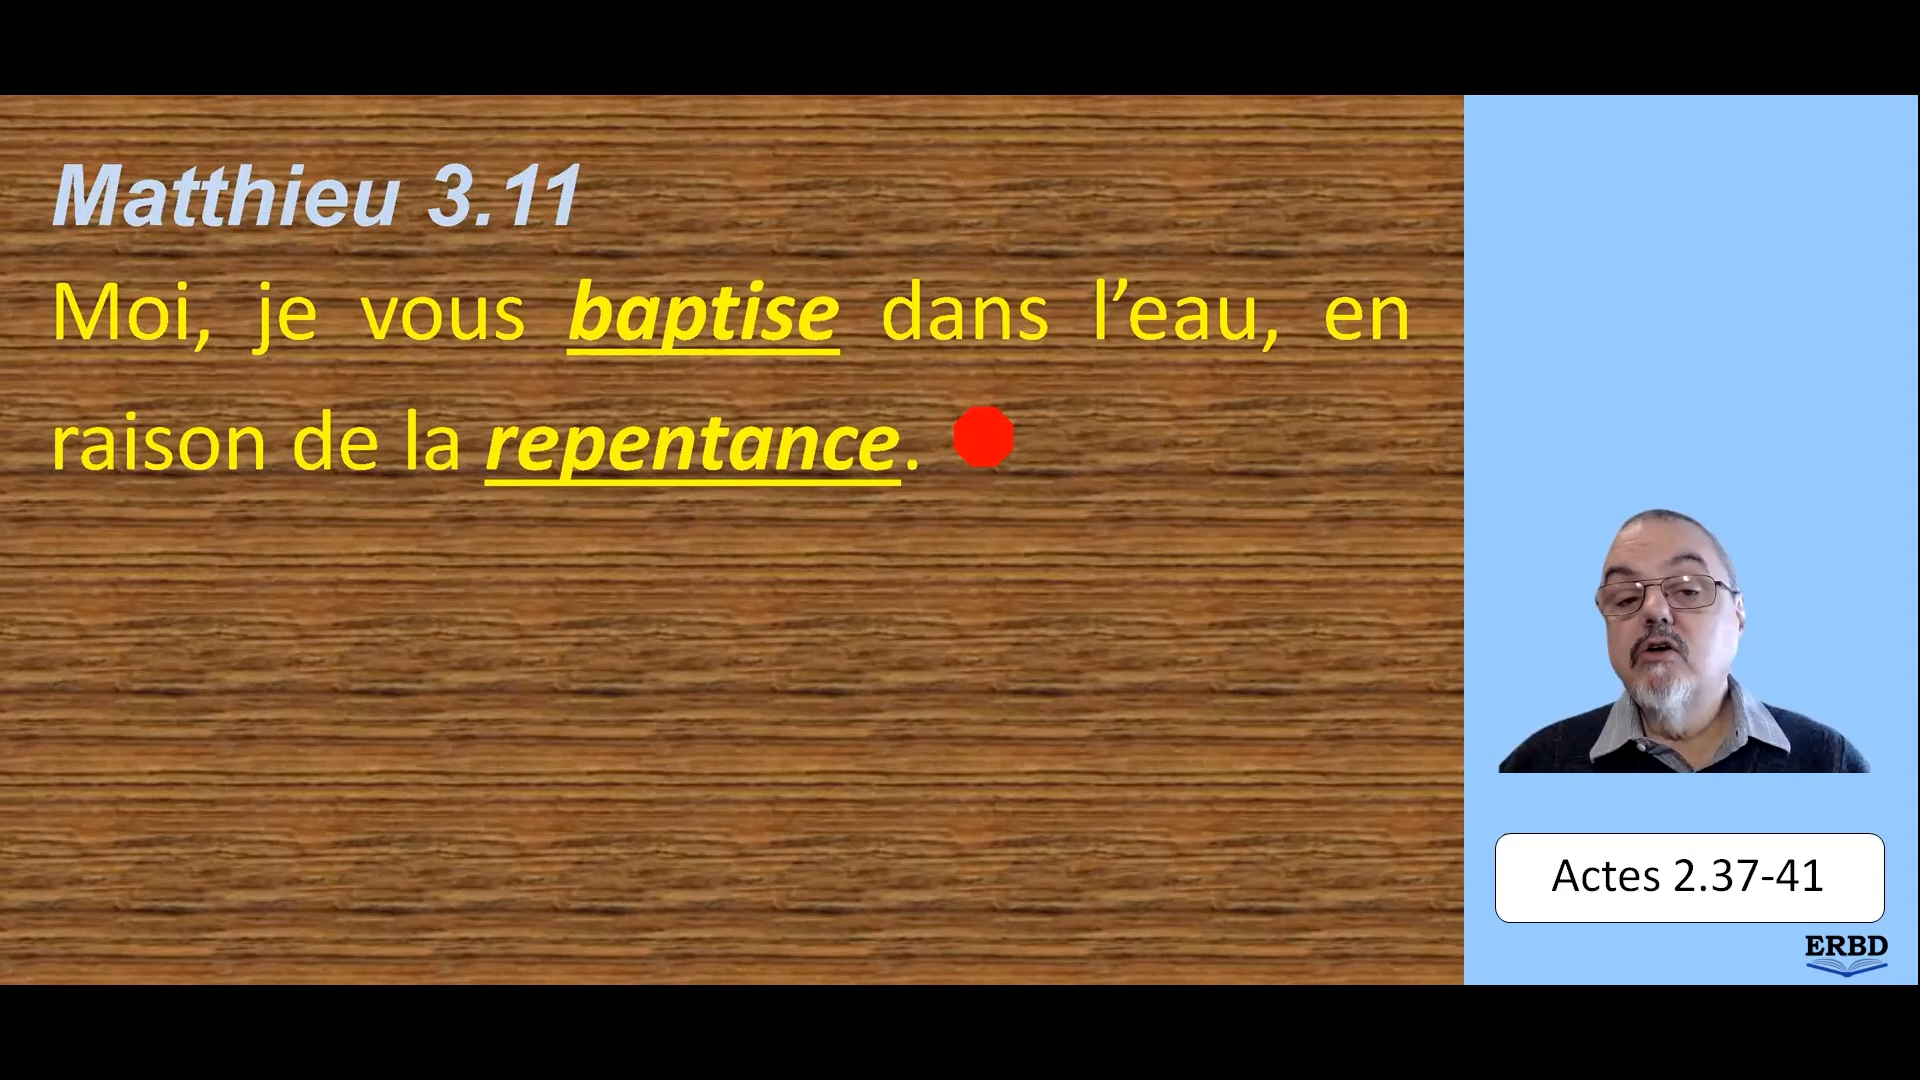 Matthieu 3.11
Moi, je vous baptise dans l’eau, en
raison de la repentance.
Actes 2.37-41
ERBD